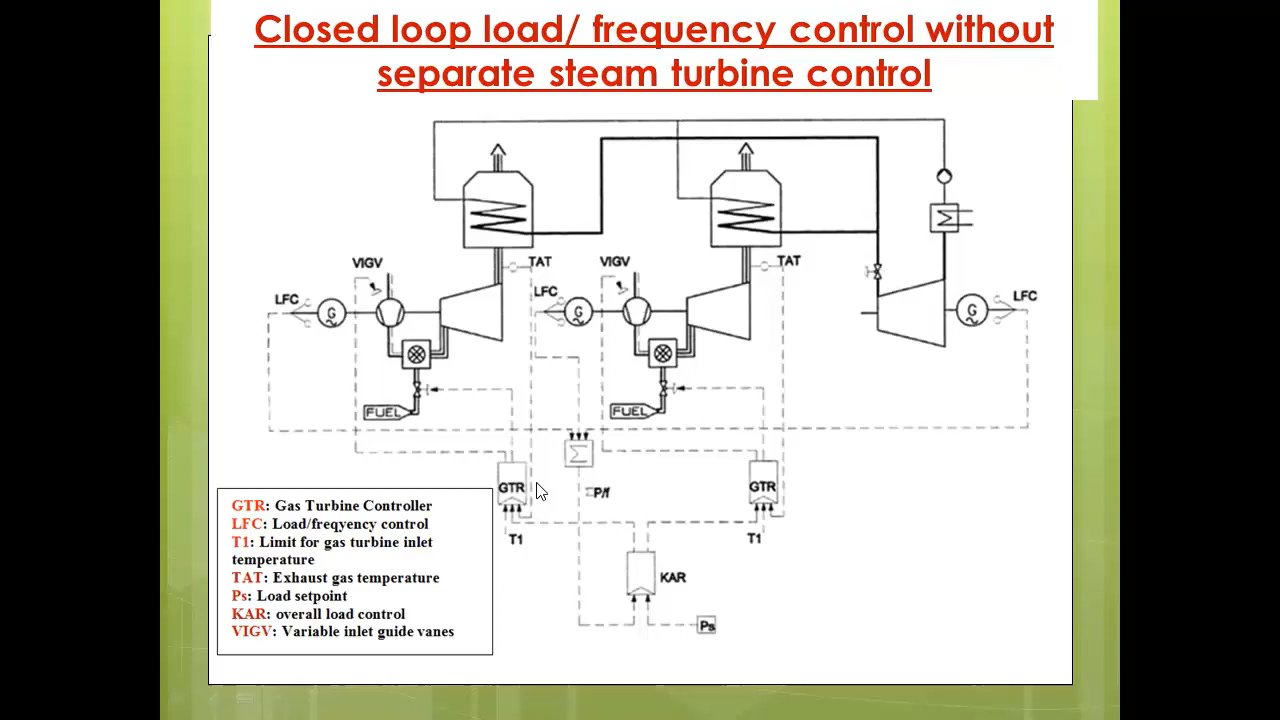 Closed loop load/ frequency control without
separate steam turbine control
VIGV
TAT
VIGV
TAT
LFC
G
LFC
G
G
LFC
FUEL
FUEL
Σ
GTR
GTR
ΣP/f
T1
T1
KAR
Ps
GTR: Gas Turbine Controller
LFC: Load/freqvency control
T1: Limit for gas turbine inlet
temperature
TAT: Exhaust gas temperature
Ps: Load setpoint
KAR: overall load control
VIGV: Variable inlet guide vanes